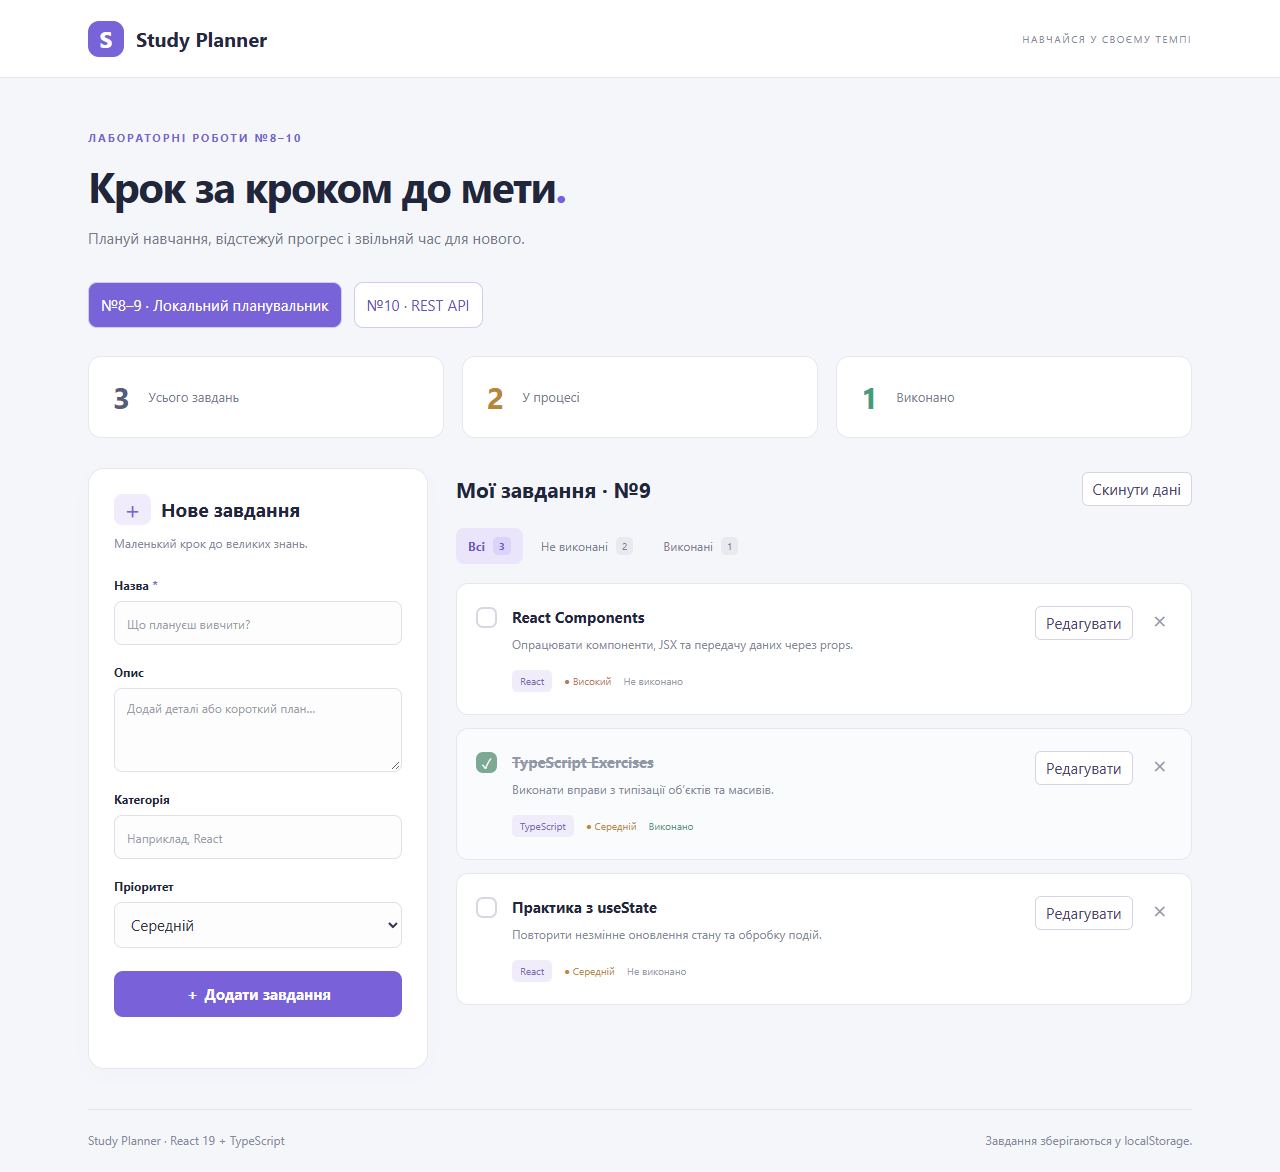 S Study Planner
НАВЧАЙСЯ У СВОЄМУ ТЕМПІ
ЛАБОРАТОРНІ РОБОТИ №8–10
Крок за кроком до мети.
Плануй навчання, відстежуй прогрес і звільняй час для нового.
№8–9 · Локальний планувальник
№10 · REST API
3 Усього завдань
2 У процесі
1 Виконано
+ Нове завдання
Маленький крок до великих знань.
Назва *
Що плануєш вивчити?
Опис
Додай деталі або короткий план...
Категорія
Наприклад, React
Пріоритет
Середній
+ Додати завдання
Мої завдання · №9
Скинути дані
Всі 3
Не виконані 2
Виконані 1
React Components
Редагувати ×
Опрацювати компоненти, JSX та передачу даних через props.
React ● Високий Не виконано
✓ TypeScript Exercises
Редагувати ×
Виконати вправи з типізації об’єктів та масивів.
TypeScript ● Середній Виконано
Практика з useState
Редагувати ×
Повторити незмінне оновлення стану та обробку подій.
React ● Середній Не виконано
Study Planner · React 19 + TypeScript
Завдання зберігаються у localStorage.